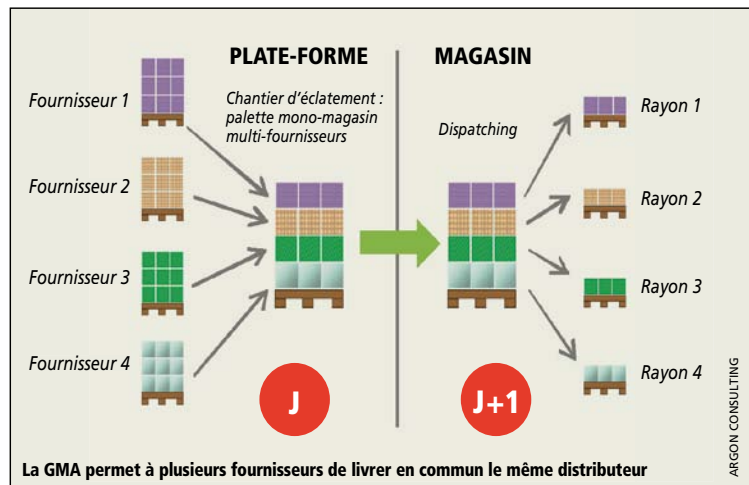 PLATE-FORME
MAGASIN
Fournisseur 1
Fournisseur 2
Fournisseur 3
Fournisseur 4
Chantier d'éclatement :
palette mono-magasin
multi-fournisseurs
Dispatching
Rayon 1
Rayon 2
Rayon 3
Rayon 4
J
J+1
ARGON CONSULTING
La GMA permet à plusieurs fournisseurs de livrer en commun le même distributeur